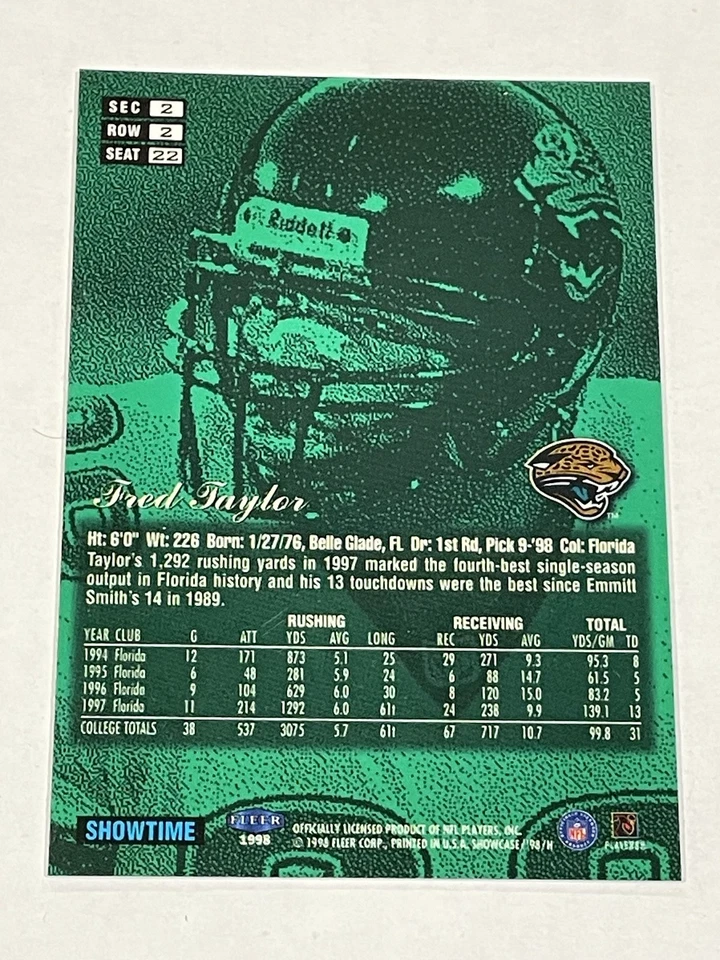 SEC 2
ROW 2
SEAT 22
Riddell
Fred Taylor
TM
Ht: 6'0" Wt: 226 Born: 1/27/76, Belle Glade, FL Dr: 1st Rd, Pick 9-'98 Col: Florida
Taylor's 1,292 rushing yards in 1997 marked the fourth-best single-season
output in Florida history and his 13 touchdowns were the best since Emmitt
Smith's 14 in 1989.
RUSHING RECEIVING TOTAL
YEAR CLUB G ATT YDS AVG LONG REC YDS AVG YDS/GM TD
1994 Florida 12 171 873 5.1 25 29 271 9.3 95.3 8
1995 Florida 6 48 281 5.9 24 6 88 14.7 61.5 5
1996 Florida 9 104 629 6.0 30 8 120 15.0 83.2 5
1997 Florida 11 214 1292 6.0 61t 24 238 9.9 139.1 13
COLLEGE TOTALS 38 537 3075 5.7 61t 67 717 10.7 99.8 31
SHOWTIME
FLEER
1998
OFFICIALLY LICENSED PRODUCT OF NFL PLAYERS, INC.
© 1998 FLEER CORP., PRINTED IN U.S.A. SHOWCASE/'98/H
NFL
PLAYERS